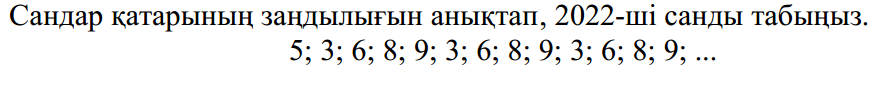 Сандар қатарының заңдылығын анықтап, 2022-ші санды табыңыз.
5; 3; 6; 8; 9; 3; 6; 8; 9; 3; 6; 8; 9; ...